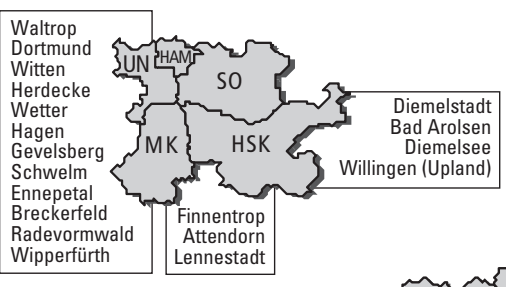 Waltrop
Dortmund
Witten
Herdecke
Wetter
Hagen
Gevelsberg
Schwelm
Ennepetal
Breckerfeld
Radevormwald
Wipperfürth
UN
HAM
SO
MK
HSK
Diemelstadt
Bad Arolsen
Diemelsee
Willingen (Upland)
Finnentrop
Attendorn
Lennestadt